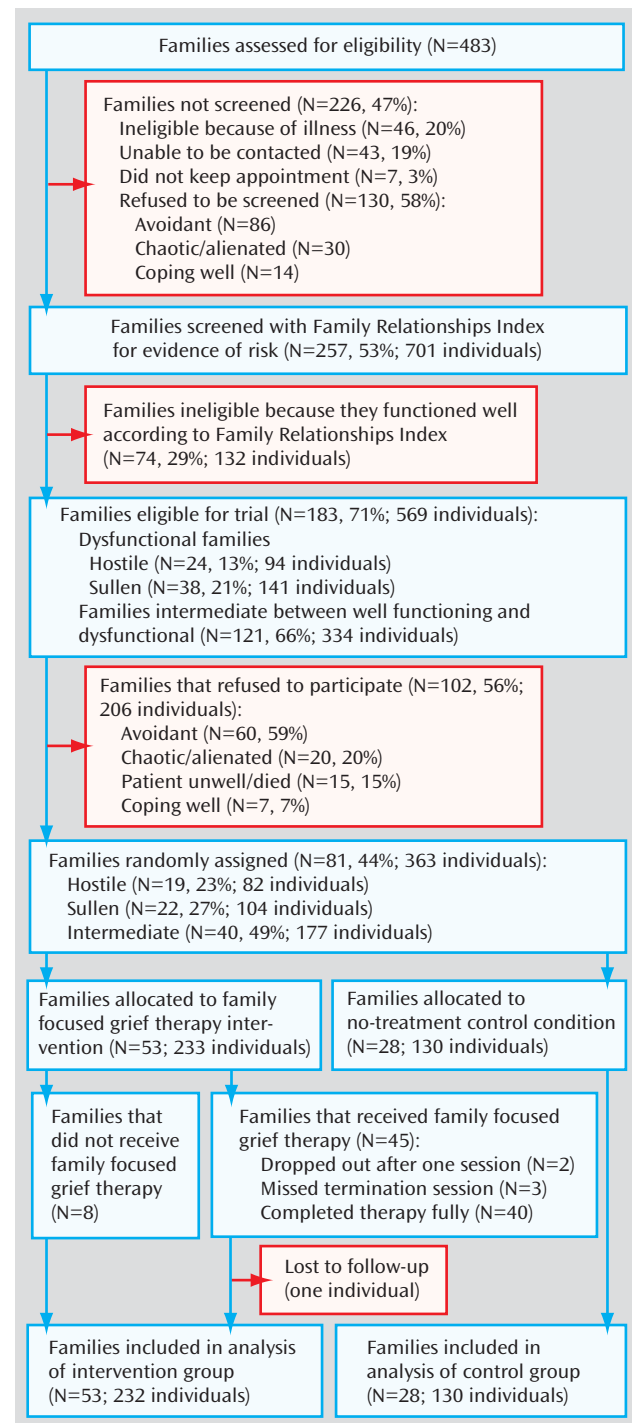 Families assessed for eligibility (N=483)
Families not screened (N=226, 47%):
Ineligible because of illness (N=46, 20%)
Unable to be contacted (N=43, 19%)
Did not keep appointment (N=7, 3%)
Refused to be screened (N=130, 58%):
Avoidant (N=86)
Chaotic/alienated (N=30)
Coping well (N=14)
Families screened with Family Relationships Index
for evidence of risk (N=257, 53%; 701 individuals)
Families ineligible because they functioned well
according to Family Relationships Index
(N=74, 29%; 132 individuals)
Families eligible for trial (N=183, 71%; 569 individuals):
Dysfunctional families
Hostile (N=24, 13%; 94 individuals)
Sullen (N=38, 21%; 141 individuals)
Families intermediate between well functioning and
dysfunctional (N=121, 66%; 334 individuals)
Families that refused to participate (N=102, 56%;
206 individuals):
Avoidant (N=60, 59%)
Chaotic/alienated (N=20, 20%)
Patient unwell/died (N=15, 15%)
Coping well (N=7, 7%)
Families randomly assigned (N=81, 44%; 363 individuals):
Hostile (N=19, 23%; 82 individuals)
Sullen (N=22, 27%; 104 individuals)
Intermediate (N=40, 49%; 177 individuals)
Families allocated to family
focused grief therapy inter-
vention (N=53; 233 individuals)
Families allocated to
no-treatment control condition
(N=28; 130 individuals)
Families that
did not receive
family focused
grief therapy
(N=8)
Families that received family focused
grief therapy (N=45):
Dropped out after one session (N=2)
Missed termination session (N=3)
Completed therapy fully (N=40)
Lost to follow-up
(one individual)
Families included in analysis
of intervention group
(N=53; 232 individuals)
Families included in
analysis of control group
(N=28; 130 individuals)